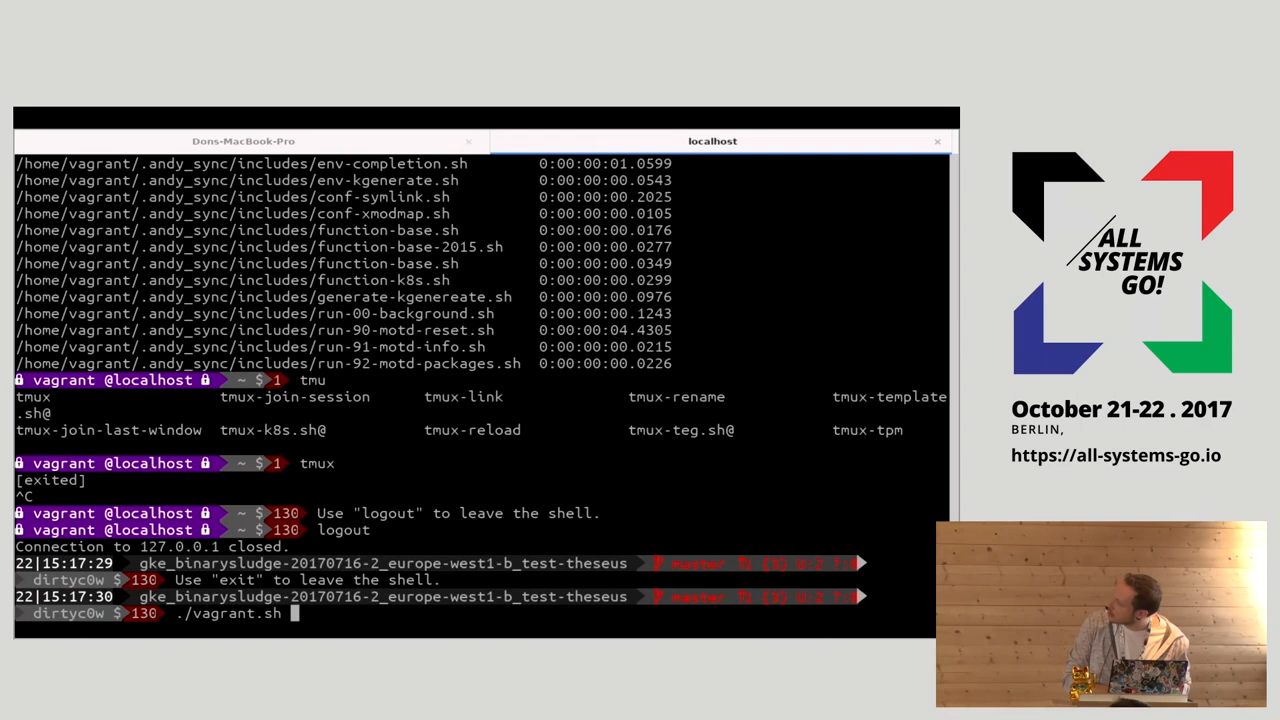 Dons-MacBook-Pro × localhost ×
/home/vagrant/.andy_sync/includes/env-completion.sh 0:00:00:01.0599
/home/vagrant/.andy_sync/includes/env-kgenerate.sh 0:00:00:00.0543
/home/vagrant/.andy_sync/includes/conf-symlink.sh 0:00:00:00.2025
/home/vagrant/.andy_sync/includes/conf-xmodmap.sh 0:00:00:00.0105
/home/vagrant/.andy_sync/includes/function-base.sh 0:00:00:00.0176
/home/vagrant/.andy_sync/includes/function-base-2015.sh 0:00:00:00.0277
/home/vagrant/.andy_sync/includes/function-base.sh 0:00:00:00.0349
/home/vagrant/.andy_sync/includes/function-k8s.sh 0:00:00:00.0299
/home/vagrant/.andy_sync/includes/generate-kgenereate.sh 0:00:00:00.0976
/home/vagrant/.andy_sync/includes/run-00-background.sh 0:00:00:00.1243
/home/vagrant/.andy_sync/includes/run-90-motd-reset.sh 0:00:00:04.4305
/home/vagrant/.andy_sync/includes/run-91-motd-info.sh 0:00:00:00.0215
/home/vagrant/.andy_sync/includes/run-92-motd-packages.sh 0:00:00:00.0226
vagrant @localhost ~ $ 1 tmu
tmux tmux-join-session tmux-link tmux-rename tmux-template
.sh@
tmux-join-last-window tmux-k8s.sh@ tmux-reload tmux-teg.sh@ tmux-tpm
vagrant @localhost ~ $ 1 tmux
[exited]
^C
vagrant @localhost ~ $ 130 Use "logout" to leave the shell.
vagrant @localhost ~ $ 130 logout
Connection to 127.0.0.1 closed.
22|15:17:29 gke_binarysludge-20170716-2_europe-west1-b_test-theseus master
dirtyc0w $ 130 Use "exit" to leave the shell.
22|15:17:30 gke_binarysludge-20170716-2_europe-west1-b_test-theseus master
dirtyc0w $ 130 ./vagrant.sh
ALL
SYSTEMS
GO!
October 21-22 . 2017
BERLIN,
https://all-systems-go.io